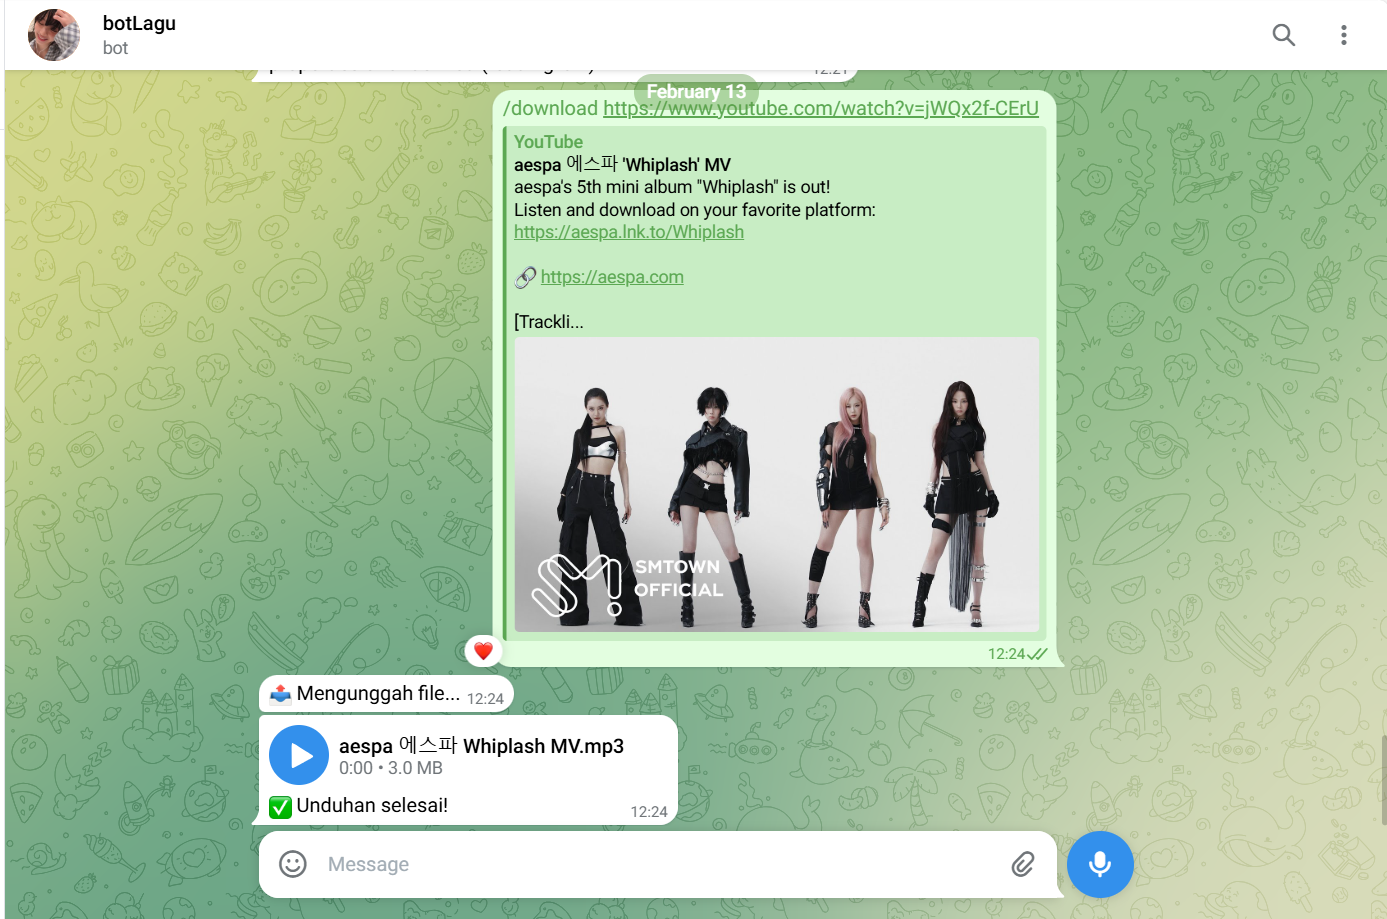 botLagu
bot
12:21
February 13
/download https://www.youtube.com/watch?v=jWQx2f-CErU
YouTube
aespa 에스파 'Whiplash' MV
aespa's 5th mini album "Whiplash" is out!
Listen and download on your favorite platform:
https://aespa.lnk.to/Whiplash
🔗 https://aespa.com
[Trackli...
SMTOWN
OFFICIAL
12:24
📤 Mengunggah file... 12:24
aespa 에스파 Whiplash MV.mp3
0:00 • 3.0 MB
✅ Unduhan selesai! 12:24
Message